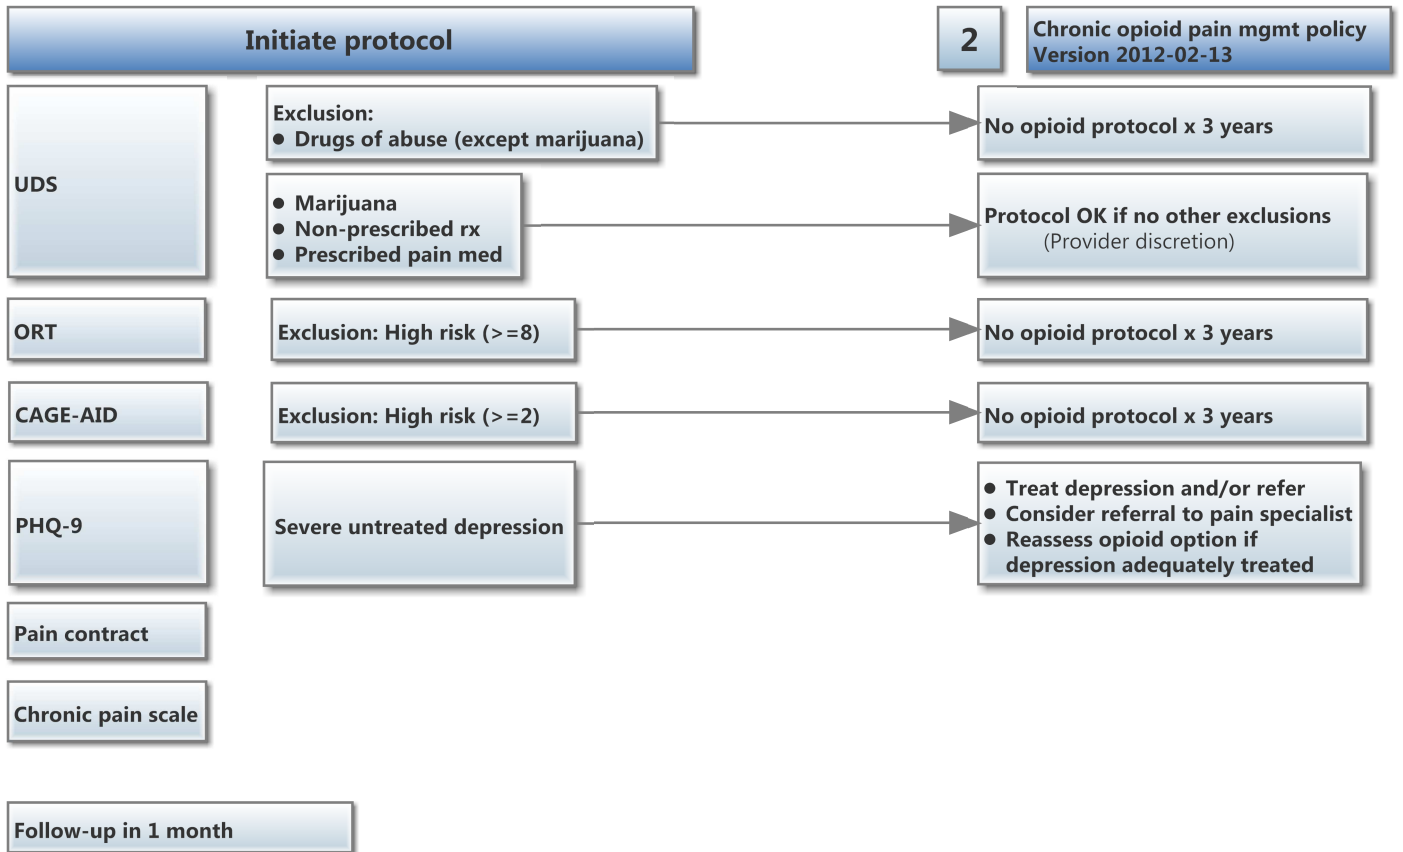 Initiate protocol
2
Chronic opioid pain mgmt policy
Version 2012-02-13
UDS
Exclusion:
● Drugs of abuse (except marijuana)
No opioid protocol x 3 years
● Marijuana
● Non-prescribed rx
● Prescribed pain med
Protocol OK if no other exclusions
(Provider discretion)
ORT
Exclusion: High risk (>=8)
No opioid protocol x 3 years
CAGE-AID
Exclusion: High risk (>=2)
No opioid protocol x 3 years
PHQ-9
Severe untreated depression
● Treat depression and/or refer
● Consider referral to pain specialist
● Reassess opioid option if
depression adequately treated
Pain contract
Chronic pain scale
Follow-up in 1 month